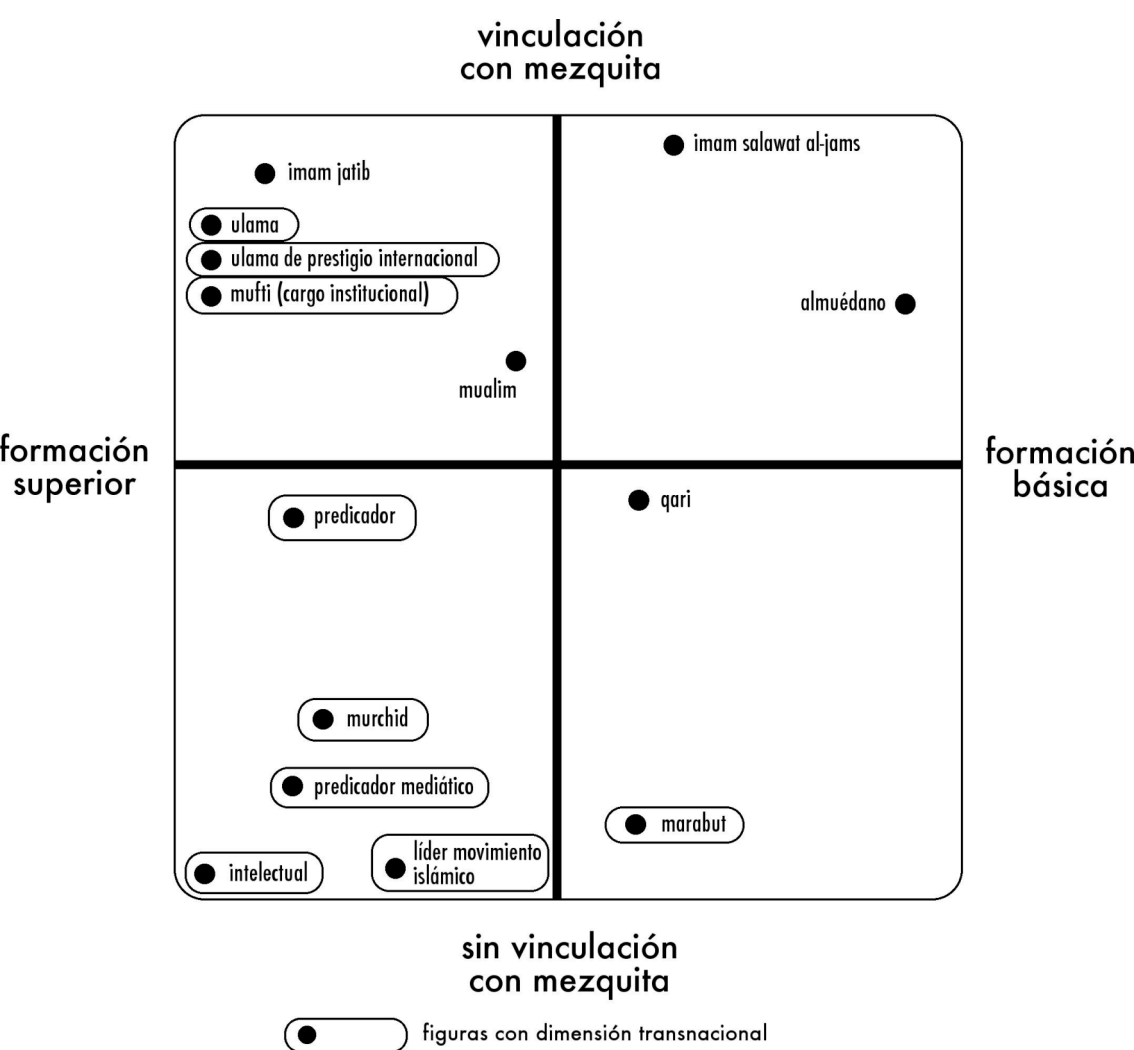 vinculación
con mezquita
imam jatib
imam salawat al-jams
ulama
ulama de prestigio internacional
mufti (cargo institucional)
almuédano
mualim
formación
superior
formación
básica
predicador
qari
murchid
predicador mediático
marabut
intelectual
líder movimiento
islámico
sin vinculación
con mezquita
figuras con dimensión transnacional